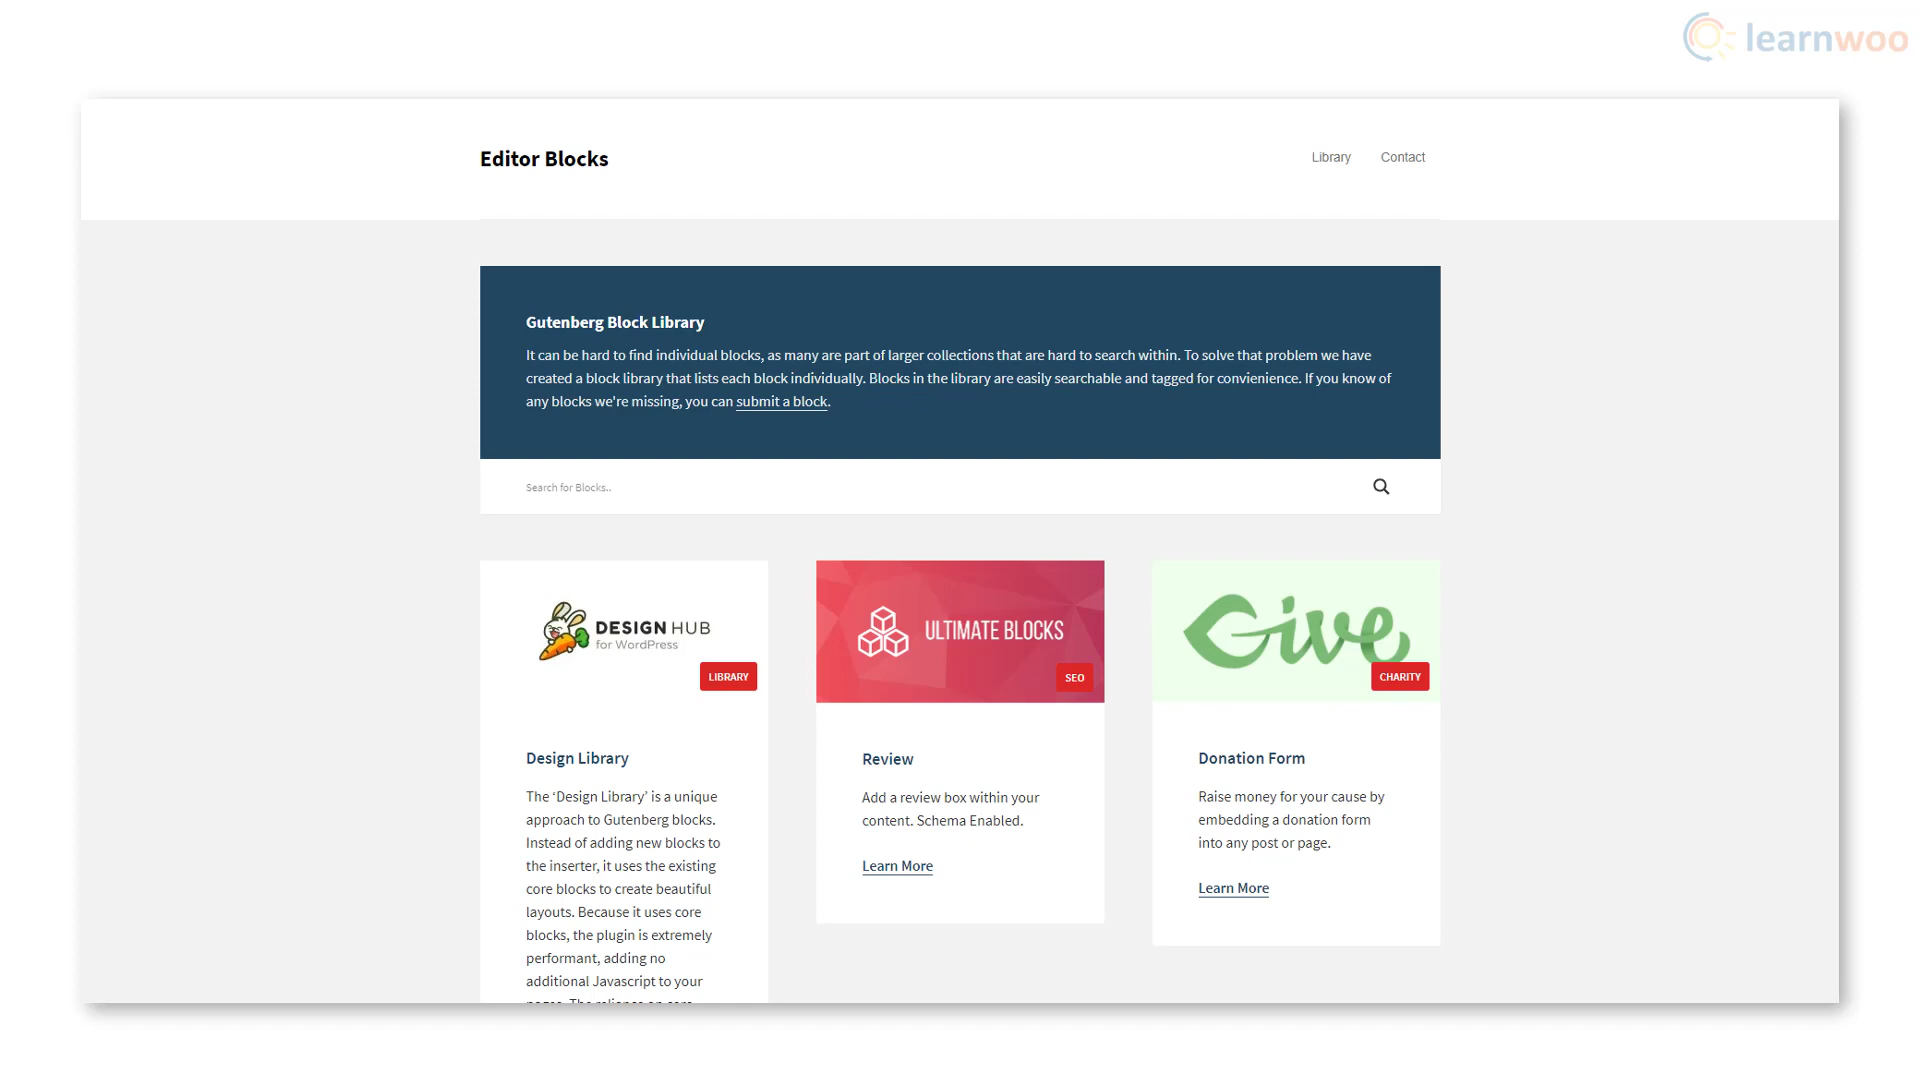 learnwoo
Editor Blocks
Library
Contact
Gutenberg Block Library
It can be hard to find individual blocks, as many are part of larger collections that are hard to search within. To solve that problem we have
created a block library that lists each block individually. Blocks in the library are easily searchable and tagged for convienience. If you know of
any blocks we're missing, you can submit a block.
Search for Blocks..
DESIGN HUB
for WordPress
LIBRARY
Design Library
The ‘Design Library’ is a unique
approach to Gutenberg blocks.
Instead of adding new blocks to
the inserter, it uses the existing
core blocks to create beautiful
layouts. Because it uses core
blocks, the plugin is extremely
performant, adding no
additional Javascript to your
ULTIMATE BLOCKS
SEO
Review
Add a review box within your
content. Schema Enabled.
Learn More
Give
CHARITY
Donation Form
Raise money for your cause by
embedding a donation form
into any post or page.
Learn More